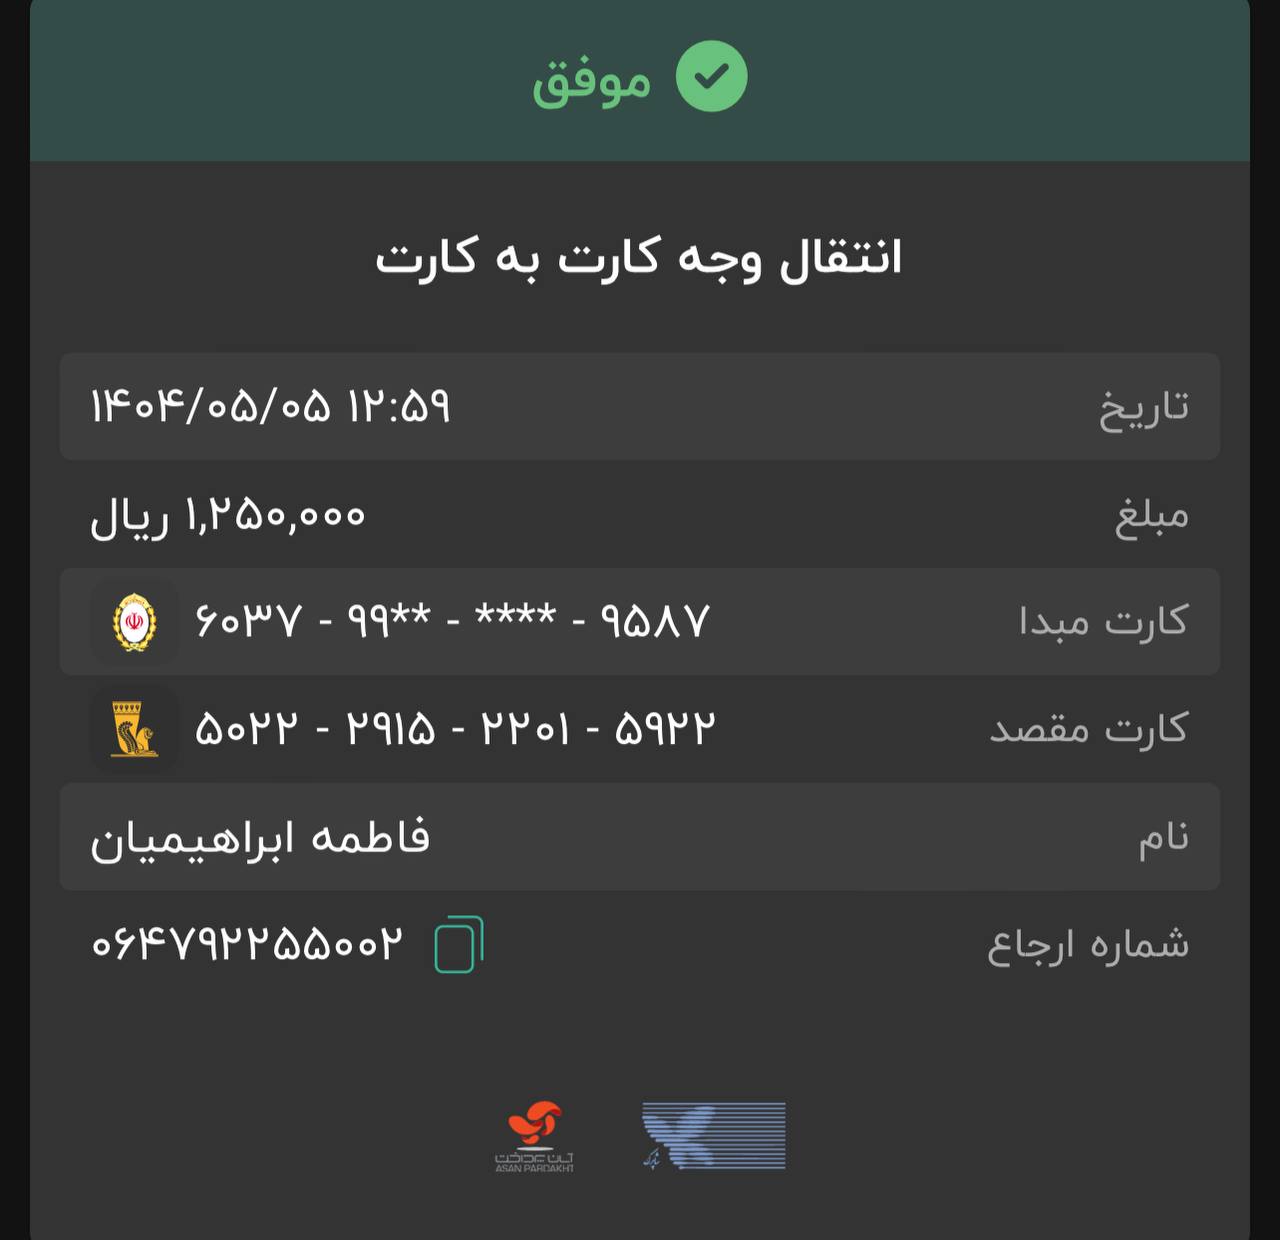 موفق
انتقال وجه کارت به کارت
تاریخ ۱۴۰۴/۰۵/۰۵ ۱۲:۵۹
مبلغ ۱,۲۵۰,۰۰۰ ریال
کارت مبدا ۶۰۳۷ - ۹۹** - **** - ۹۵۸۷
کارت مقصد ۵۰۲۲ - ۲۹۱۵ - ۲۲۰۱ - ۵۹۲۲
نام فاطمه ابراهیمیان
شماره ارجاع ۰۶۴۷۹۲۲۵۵۰۰۲
شاپرک
آسان پرداخت
ASAN PARDAKHT